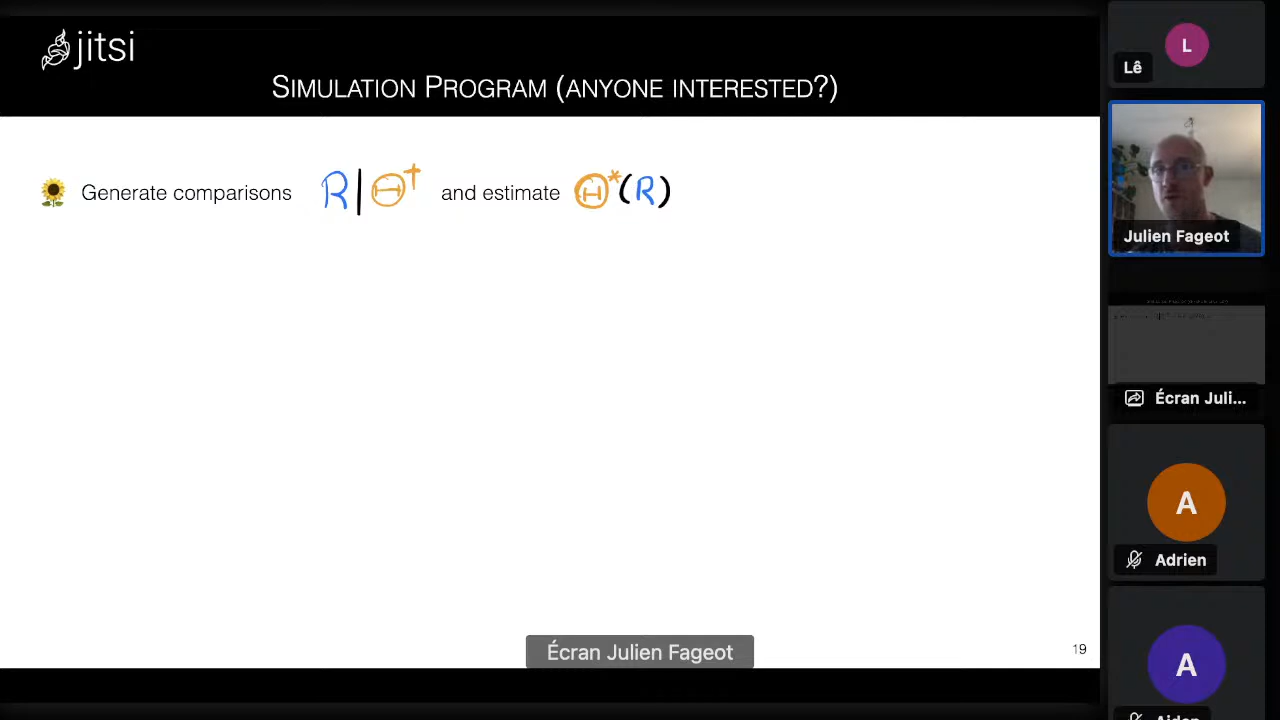 jitsi
SIMULATION PROGRAM (ANYONE INTERESTED?)
Generate comparisons R|Θ† and estimate Θ*(R)
19
Écran Julien Fageot
L
Lê
Julien Fageot
Écran Juli...
A
Adrien
A